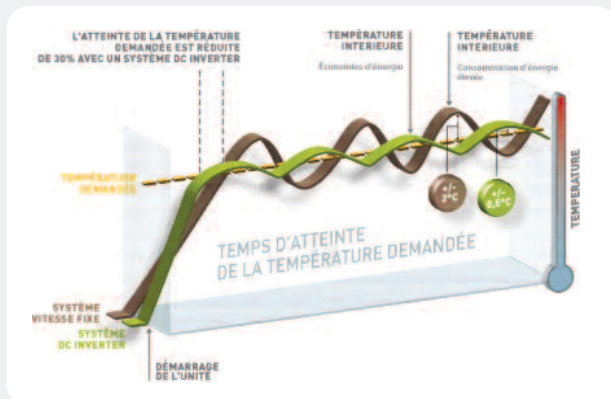 L'ATTEINTE DE LA TEMPÉRATURE
DEMANDÉE EST RÉDUITE
DE 30% AVEC UN SYSTÈME DC INVERTER
TEMPÉRATURE
INTERIEURE
Économies d'énergie
TEMPÉRATURE
INTERIEURE
Consommation d'énergie
élevée
TEMPÉRATURE
DEMANDÉE
+/-
2°C
+/-
0,5°C
TEMPÉRATURE
TEMPS D'ATTEINTE
DE LA TEMPÉRATURE DEMANDÉE
SYSTÈME
VITESSE FIXE
SYSTÈME
DC INVERTER
DÉMARRAGE
DE L'UNITÉ